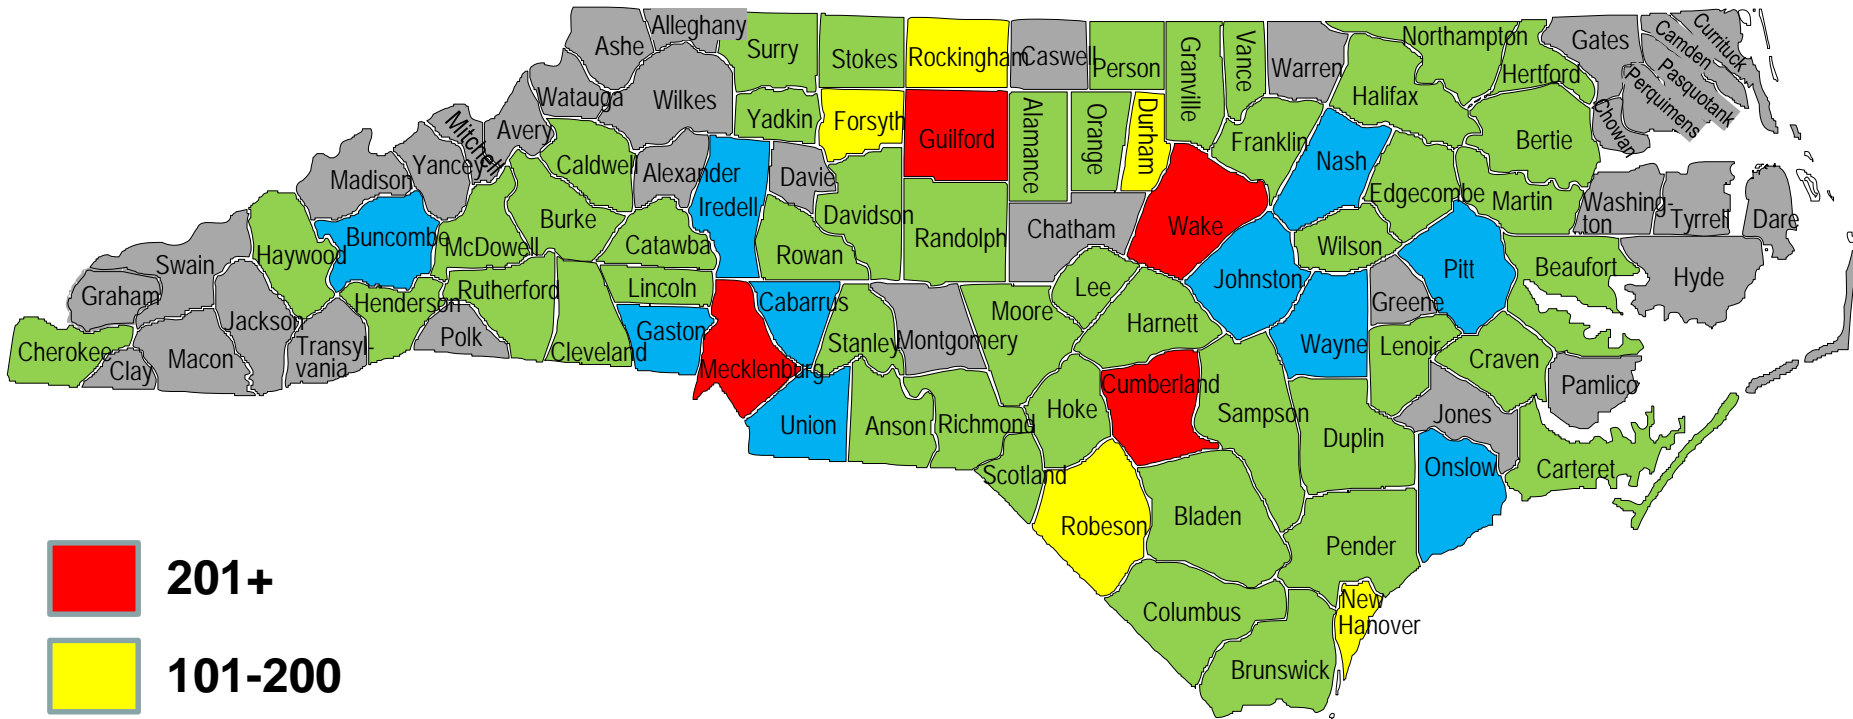 Alleghany
Ashe
Surry
Stokes
Rockingham
Caswell
Person
Granville
Vance
Warren
Northampton
Hertford
Gates
Camden
Currituck
Pasquotank
Perquimens
Chowan
Watauga
Wilkes
Yadkin
Forsyth
Guilford
Alamance
Orange
Durham
Franklin
Halifax
Bertie
Mitchell
Avery
Yancey
Madison
Caldwell
Alexander
Iredell
Davie
Davidson
Randolph
Chatham
Wake
Nash
Edgecombe
Martin
Washing-
ton
Tyrrell
Dare
Haywood
Buncombe
McDowell
Burke
Catawba
Rowan
Wilson
Johnston
Pitt
Beaufort
Hyde
Swain
Graham
Jackson
Henderson
Rutherford
Lincoln
Cabarrus
Lee
Moore
Harnett
Greene
Cherokee
Clay
Macon
Transyl-
vania
Polk
Cleveland
Gaston
Mecklenburg
Stanley
Montgomery
Wayne
Lenoir
Craven
Pamlico
Jones
Union
Anson
Richmond
Hoke
Cumberland
Sampson
Duplin
Onslow
Carteret
Scotland
Robeson
Bladen
Pender
Columbus
New
Hanover
Brunswick
201+
101-200